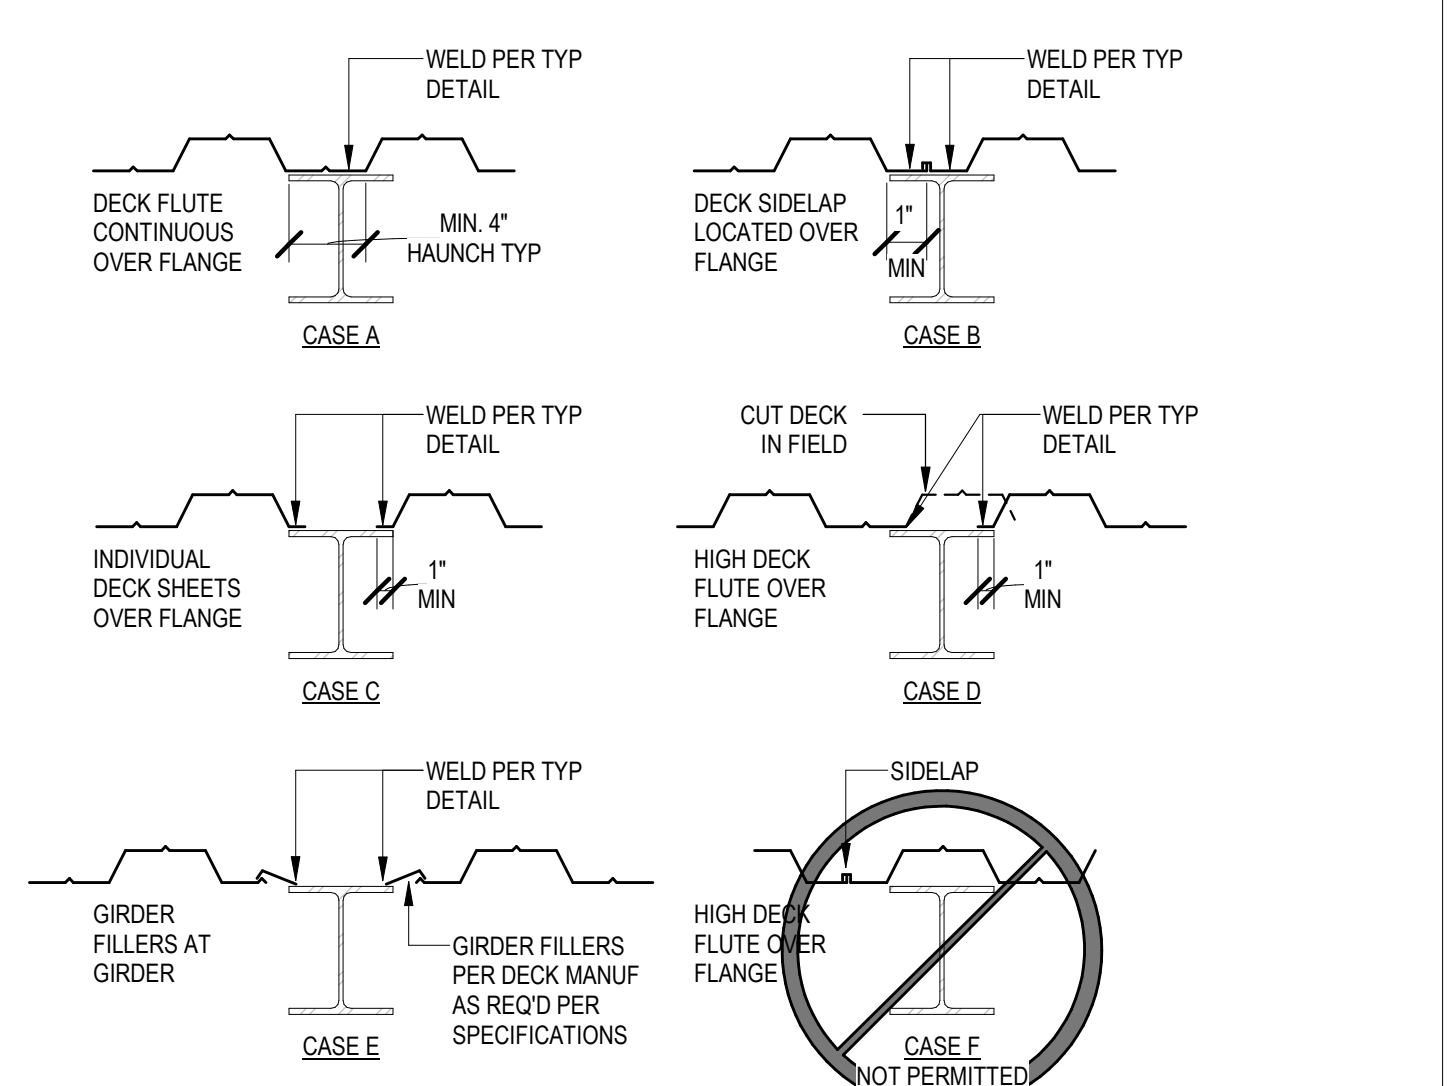 WELD PER TYP
DETAIL
DECK FLUTE
CONTINUOUS
OVER FLANGE
MIN. 4"
HAUNCH TYP
CASE A
WELD PER TYP
DETAIL
DECK SIDELAP
LOCATED OVER
FLANGE
1"
MIN
CASE B
WELD PER TYP
DETAIL
INDIVIDUAL
DECK SHEETS
OVER FLANGE
1"
MIN
CASE C
CUT DECK
IN FIELD
WELD PER TYP
DETAIL
HIGH DECK
FLUTE OVER
FLANGE
1"
MIN
CASE D
WELD PER TYP
DETAIL
GIRDER
FILLERS AT
GIRDER
GIRDER FILLERS
PER DECK MANUF
AS REQ'D PER
SPECIFICATIONS
CASE E
SIDELAP
HIGH DECK
FLUTE OVER
FLANGE
CASE F
NOT PERMITTED